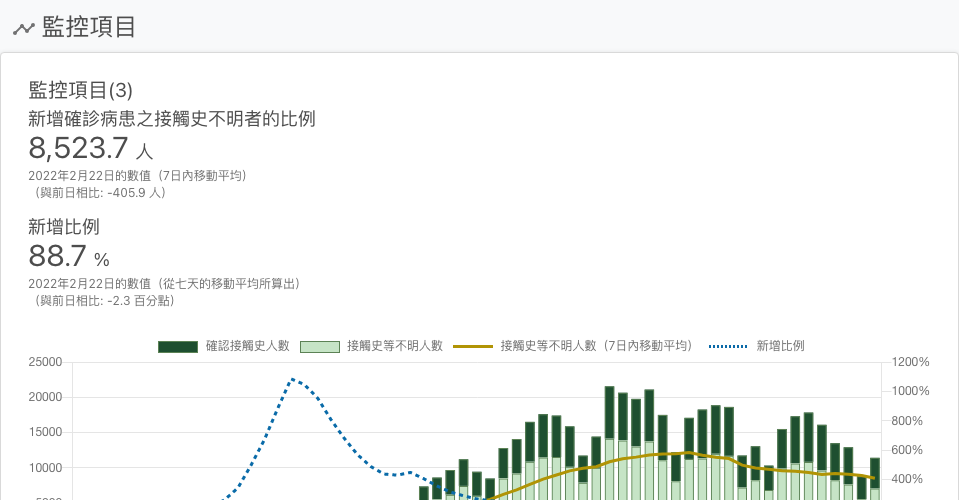 監控項目
監控項目(3)
新增確診病患之接觸史不明者的比例
8,523.7 人
2022年2月22日的數值（7日內移動平均）
（與前日相比: -405.9 人）
新增比例
88.7 %
2022年2月22日的數值（從七天的移動平均所算出）
（與前日相比: -2.3 百分點）
確認接觸史人數 接觸史等不明人數 接觸史等不明人數（7日內移動平均） 新增比例
25000 1200%
20000 1000%
15000 800%
10000 600%
400%